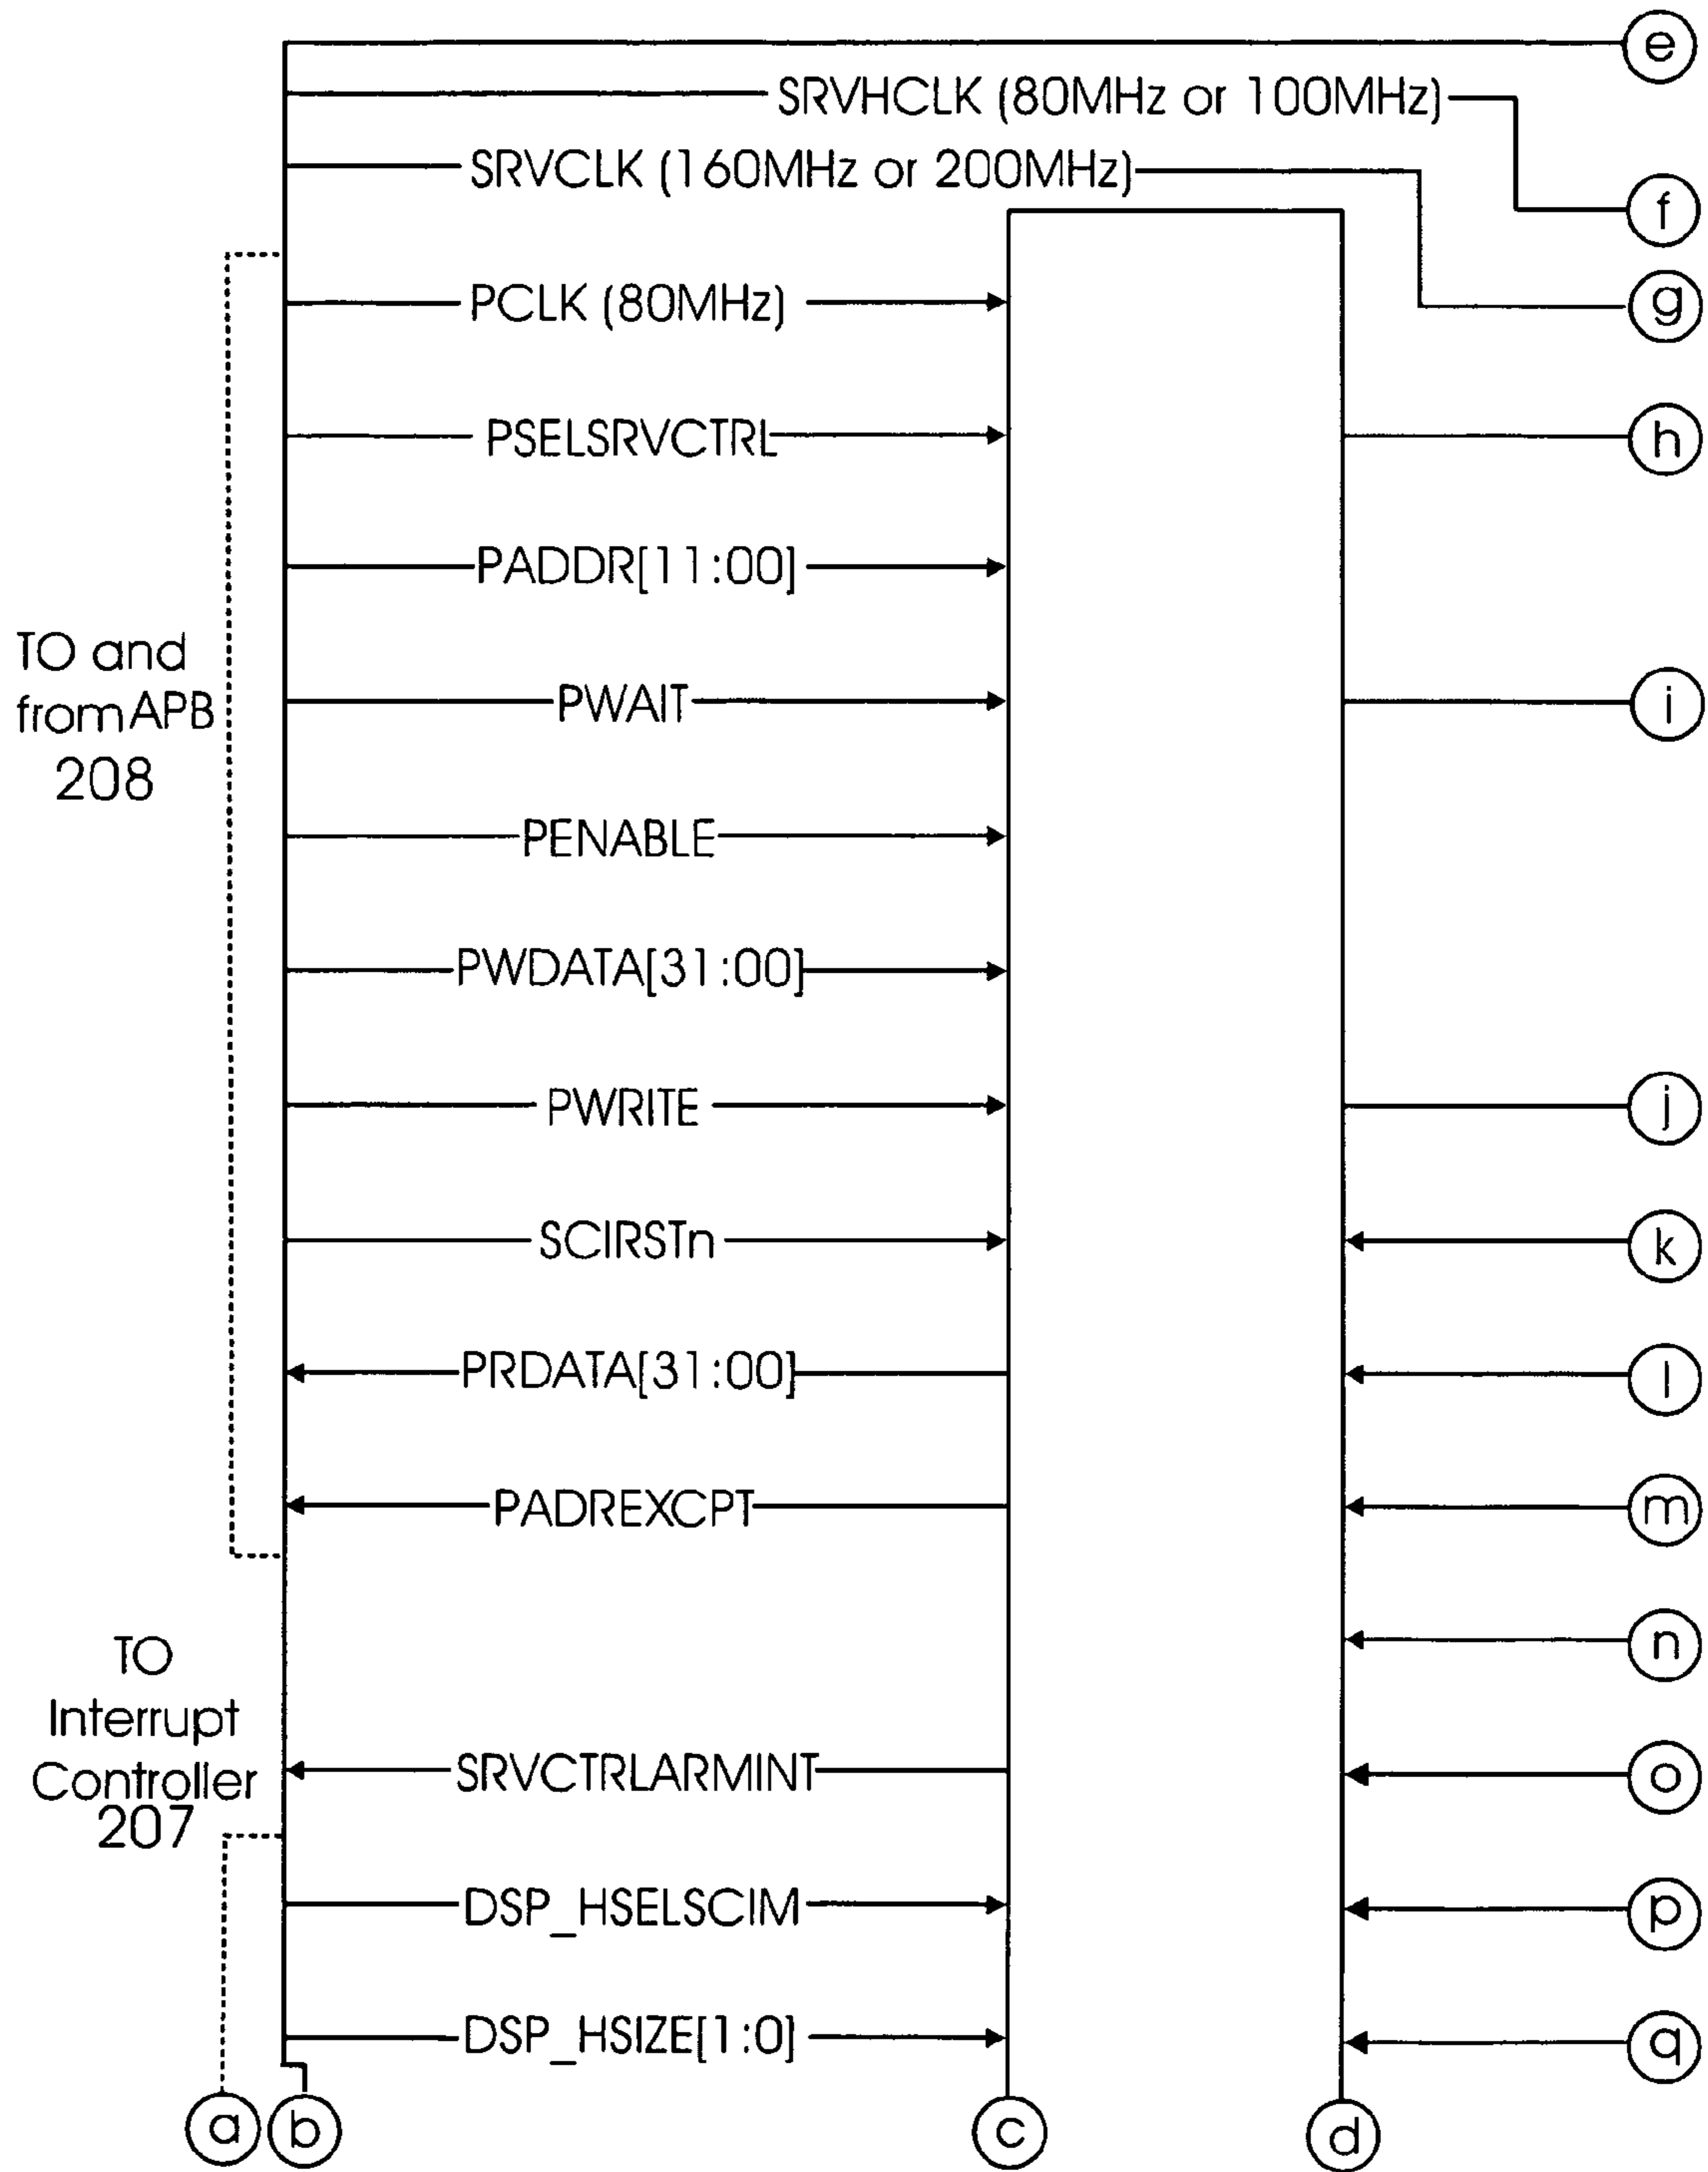 e
SRVHCLK (80MHz or 100MHz)
SRVCLK (160MHz or 200MHz)
f
PCLK (80MHz)
g
PSELSRVCTRL
h
PADDR[11:00]
TO and
from APB
208
PWAIT
i
PENABLE
PWDATA[31:00]
PWRITE
j
SCIRSTn
k
PRDATA[31:00]
l
PADREXCPT
m
n
TO
Interrupt
Controller
207
SRVCTRLARMINT
o
DSP_HSELSCIM
p
DSP_HSIZE[1:0]
q
a
b
c
d